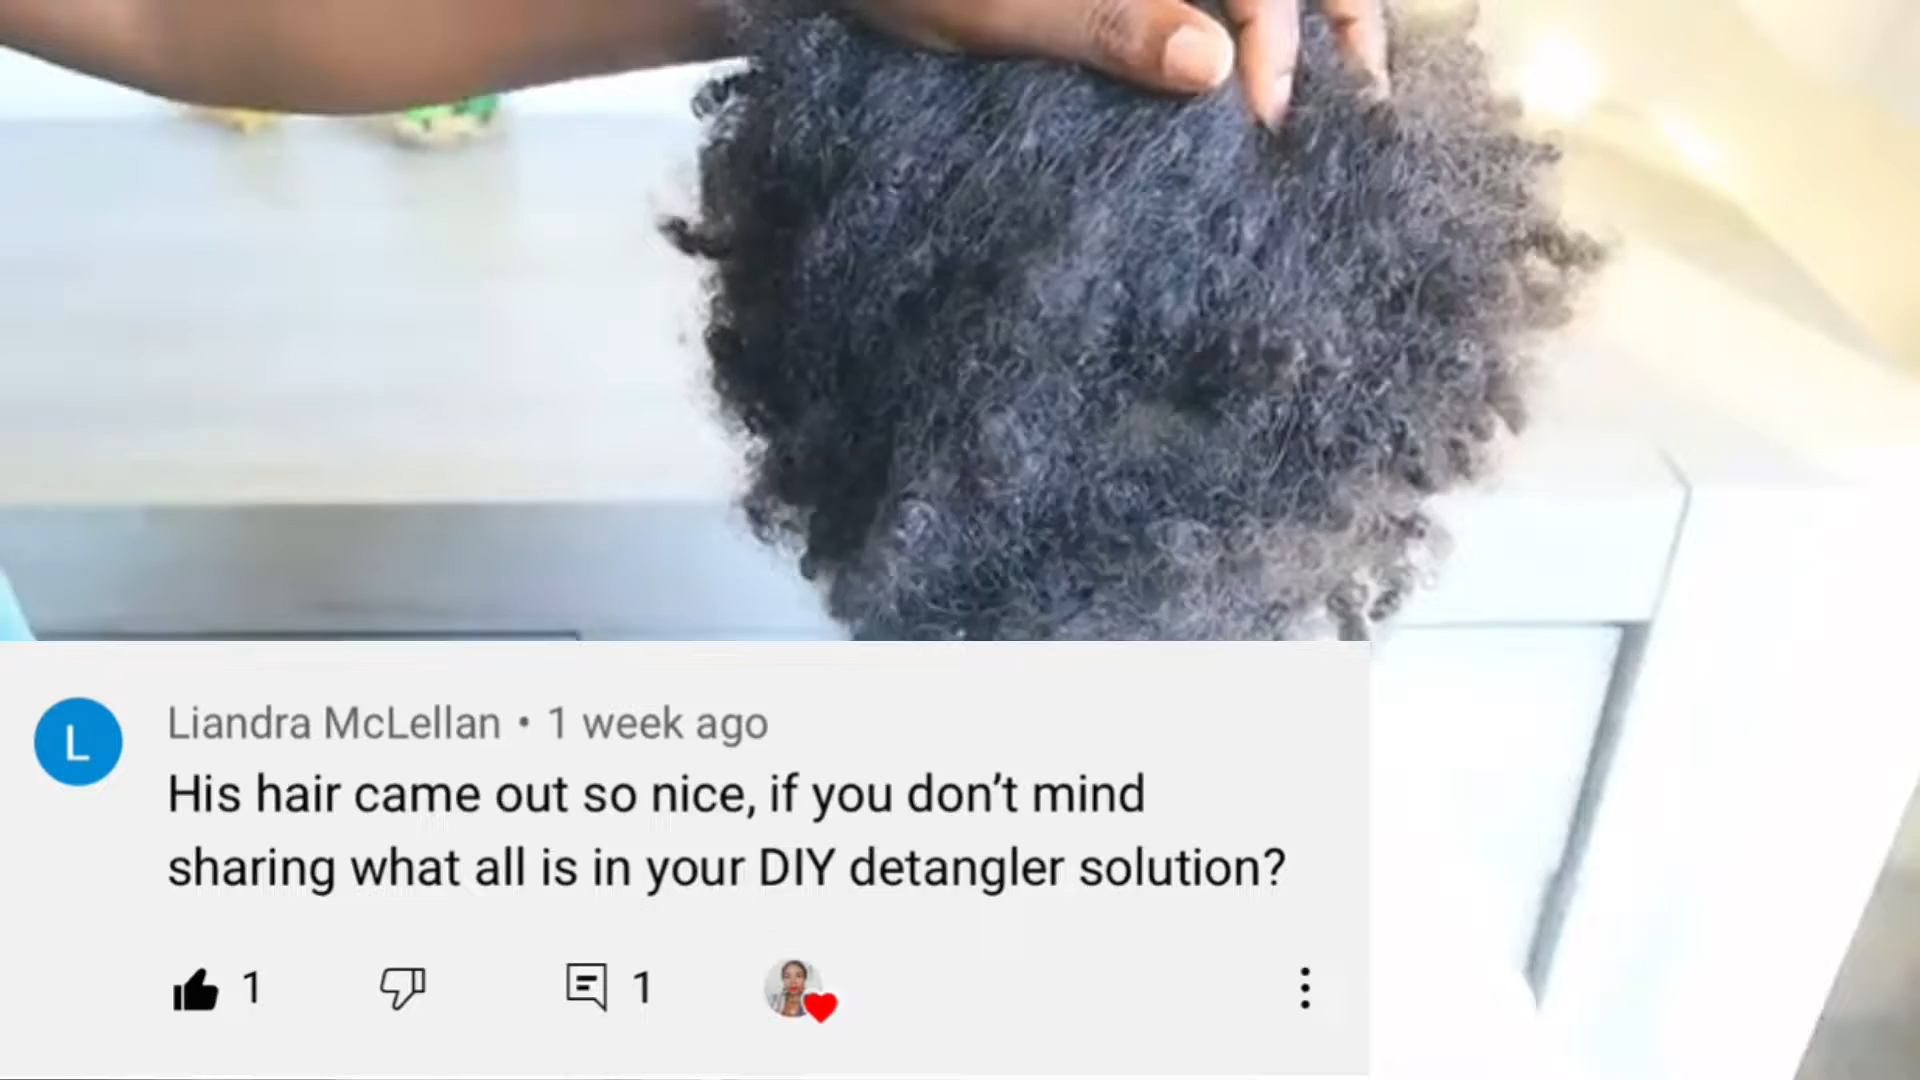 L
Liandra McLellan • 1 week ago
His hair came out so nice, if you don’t mind
sharing what all is in your DIY detangler solution?
1
1